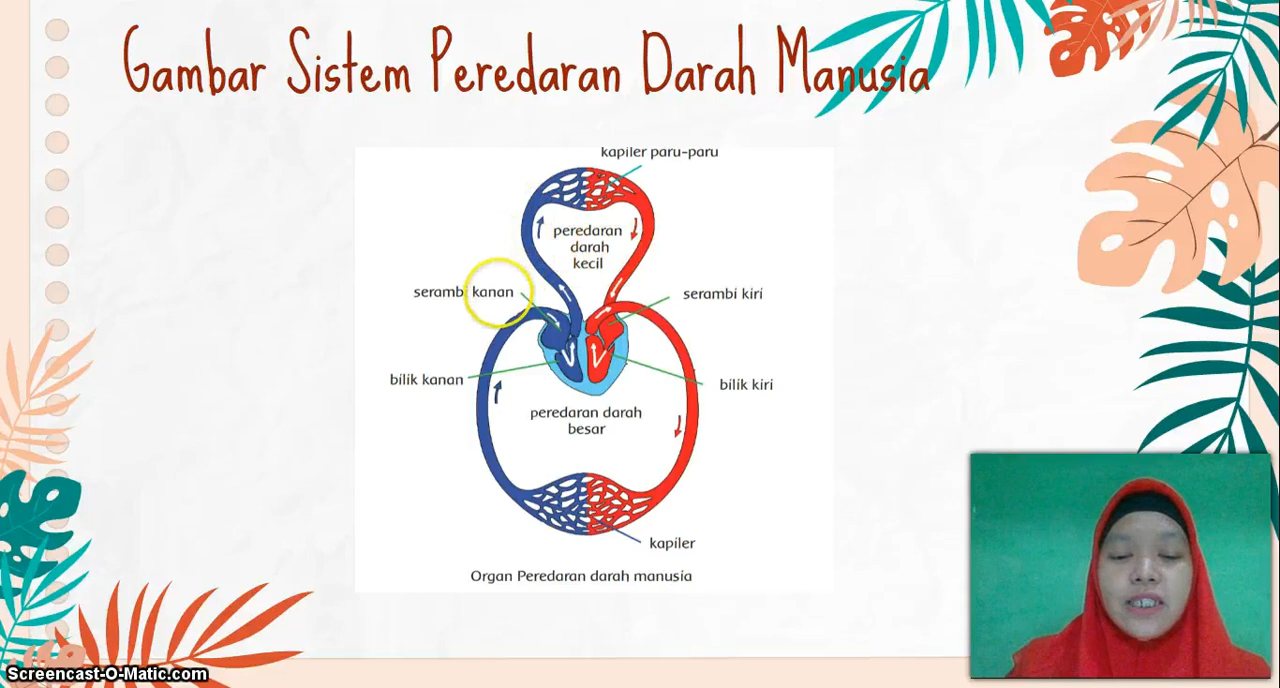 Gambar Sistem Peredaran Darah Manusia
kapiler paru-paru
peredaran
darah
kecil
serambi kanan
serambi kiri
bilik kanan
bilik kiri
peredaran darah
besar
kapiler
Organ Peredaran darah manusia
Screencast-O-Matic.com